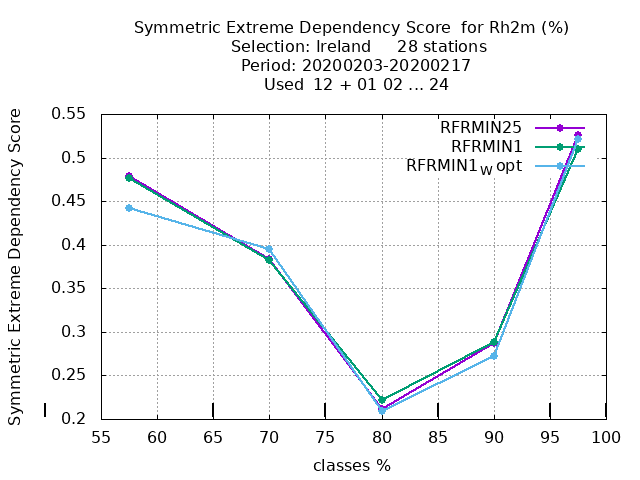 Symmetric Extreme Dependency Score for Rh2m (%)
Selection: Ireland 28 stations
Period: 20200203-20200217
Used 12 + 01 02 ... 24
Symmetric Extreme Dependency Score
0.55
0.5
0.45
0.4
0.35
0.3
0.25
0.2
RFRMIN25
RFRMIN1
RFRMIN1w opt
55 60 65 70 75 80 85 90 95 100
classes %